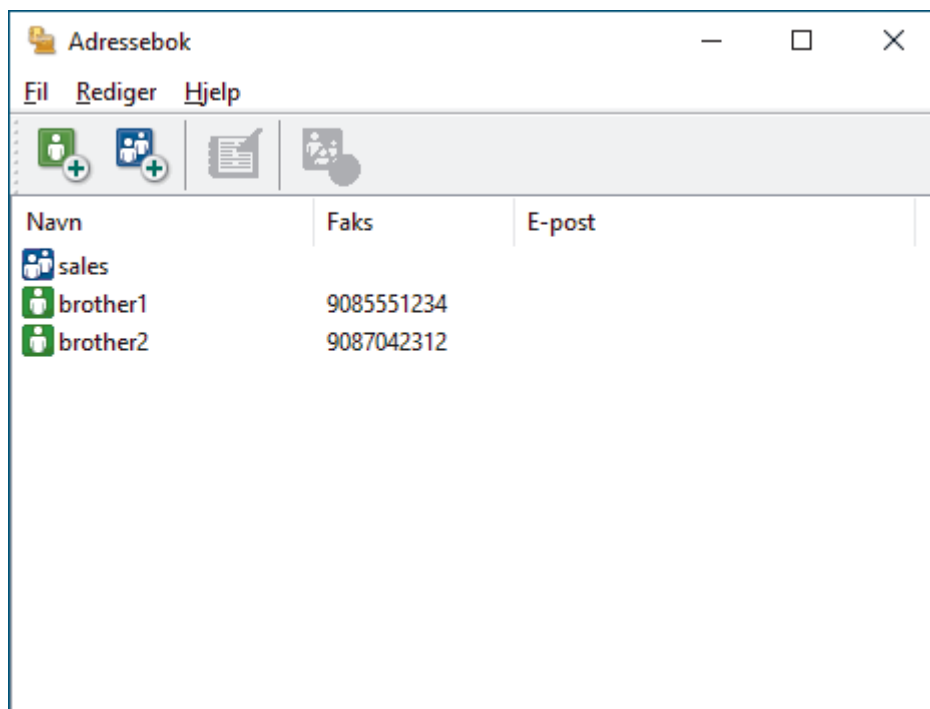 Adressebok
Fil Rediger Hjelp
Navn Faks E-post
sales
brother1 9085551234
brother2 9087042312